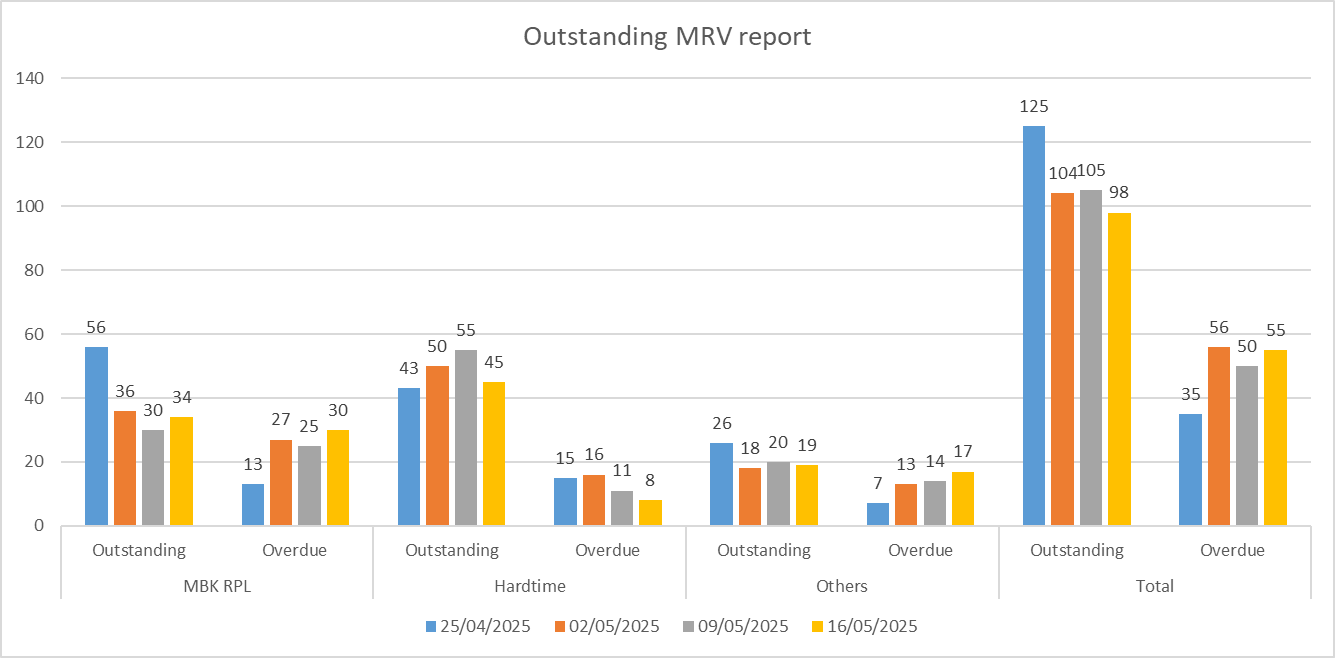 Outstanding MRV report
140
120
100
80
60
40
20
0
56 36 30 34
13 27 25 30
43 50 55 45
15 16 11 8
26 18 20 19
7 13 14 17
125 104 105 98
35 56 50 55
Outstanding Overdue Outstanding Overdue Outstanding Overdue Outstanding Overdue
MBK RPL Hardtime Others Total
25/04/2025 02/05/2025 09/05/2025 16/05/2025